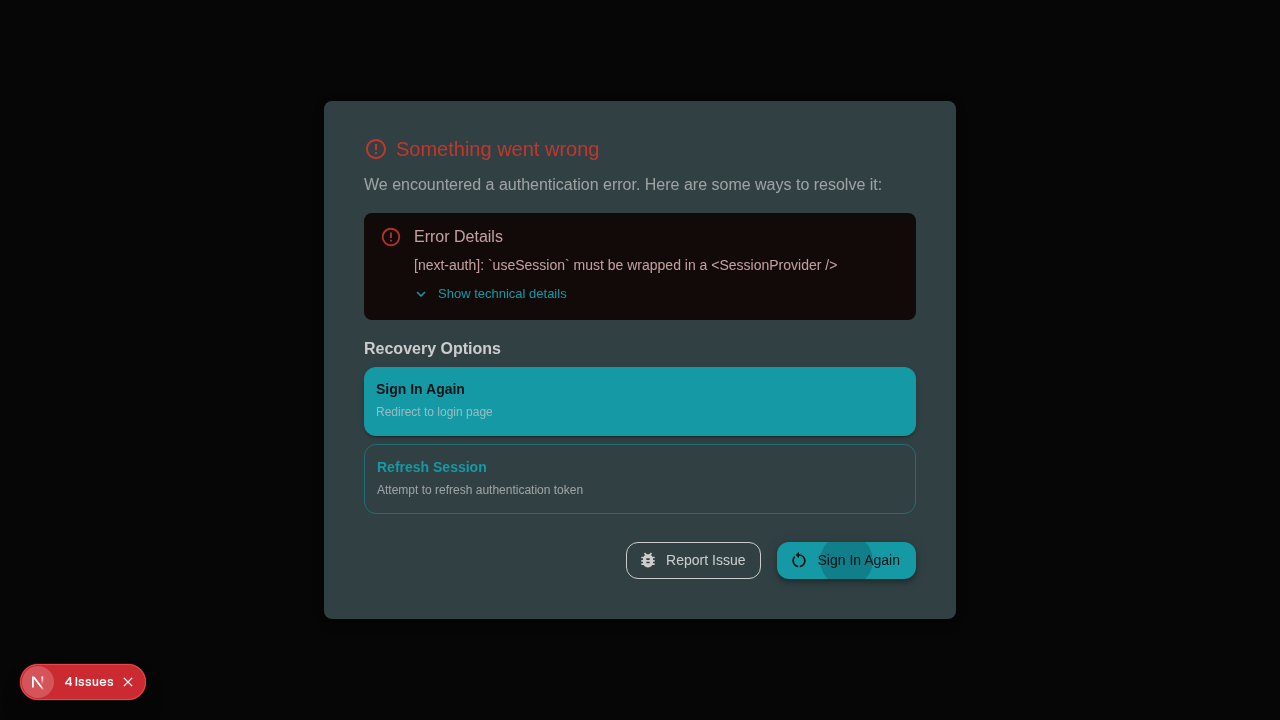 Something went wrong
We encountered a authentication error. Here are some ways to resolve it:
Error Details
[next-auth]: `useSession` must be wrapped in a <SessionProvider />
Show technical details
Recovery Options
Sign In Again
Redirect to login page
Refresh Session
Attempt to refresh authentication token
Report Issue
Sign In Again
4 Issues